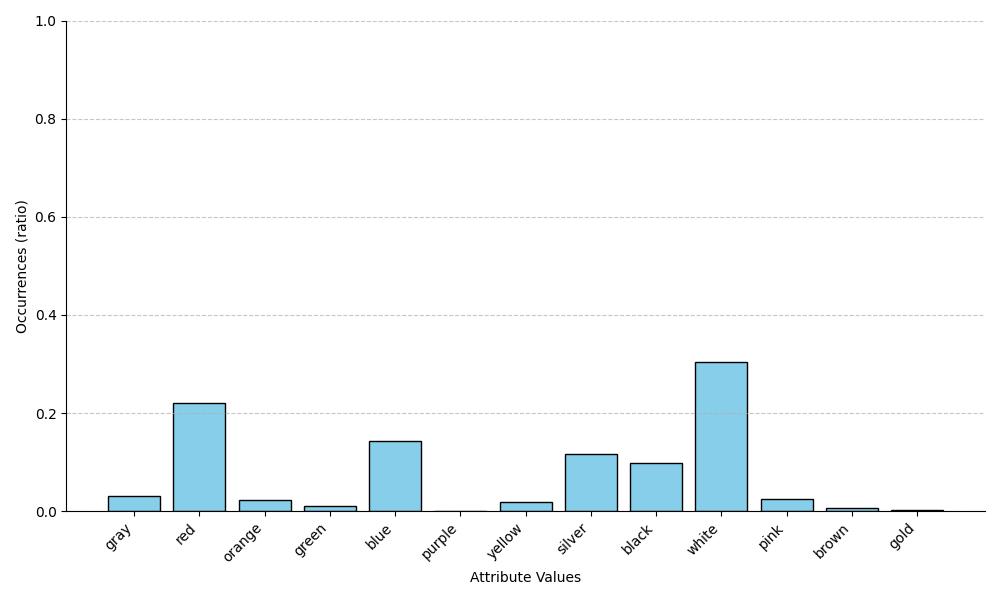 1.0
0.8
0.6
0.4
0.2
0.0
Occurrences (ratio)
gray
red
orange
green
blue
purple
yellow
silver
black
white
pink
brown
gold
Attribute Values